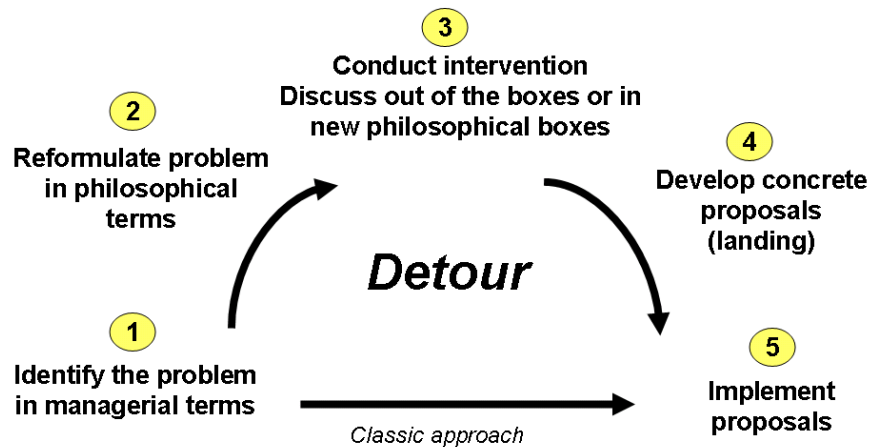 3
Conduct intervention
Discuss out of the boxes or in
new philosophical boxes
2
Reformulate problem
in philosophical
terms
4
Develop concrete
proposals
(landing)
Detour
1
Identify the problem
in managerial terms
5
Implement
proposals
Classic approach